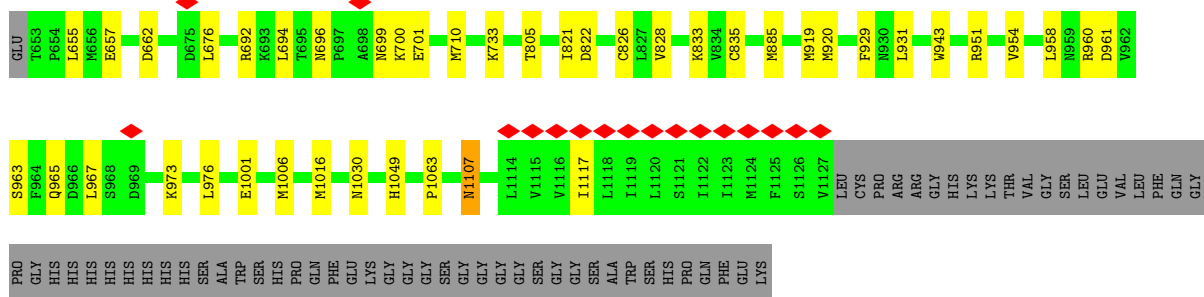 GLU T653 P654 L655 M656 E657 D662 D675 L676 R692 K693 L694 T695 N696 P697 A698 N699 K700 E701 M710 K733 T805 I821 D822 C826 L827 V828 K833 V834 C835 M885 M919 M920 F929 N930 L931 W943 R951 V954 L958 N959 R960 D961 V962
S963 F964 Q965 D966 L967 S968 D969 K973 L976 E1001 M1006 M1016 N1030 H1049 P1063 N1107 L1114 V1115 V1116 I1117 L1118 I1119 L1120 S1121 I1122 I1123 M1124 F1125 S1126 V1127 LEU CYS PRO ARG ARG GLY HIS LYS LYS THR VAL GLY SER LEU GLU VAL LEU PHE GLN GLY
PRO GLY HIS HIS HIS HIS HIS HIS HIS HIS SER ALA TRP SER HIS PRO GLN PHE GLU LYS GLY GLY GLY SER GLY GLY GLY GLY SER GLY GLY SER ALA TRP SER HIS PRO GLN PHE GLU LYS